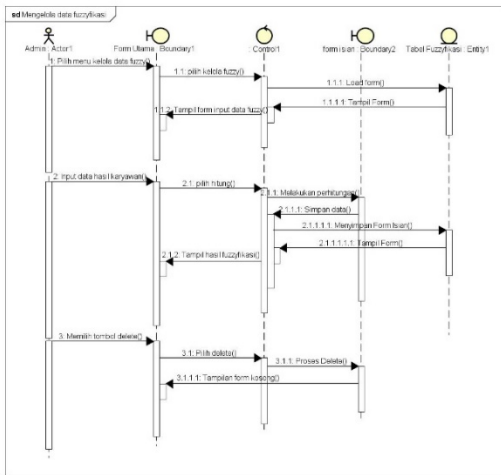 sd Mengelola data fuzzyfikasi
Admin : Actor1
Form Utama : Boundary1
: Control1
form isian : Boundary2
Tabel Fuzzyfikasi : Entity1
1: Pilih menu kelola data fuzzy()
1.1: pilih kelola fuzzy()
1.1.1: Load form()
1.1.1.1: Tampil Form()
1.1.2: Tampil form input data fuzzy()
2: Input data hasil karyawan()
2.1: pilih hitung()
2.1.1: Melakukan perhitungan()
2.1.1.1: Simpan data()
2.1.1.1.1: Menyimpan Form Isian()
2.1.1.1.1.1: Tampil Form()
2.1.2: Tampil hasil fuzzyfikasi()
3: Memilih tombol delete()
3.1: Pilih delete()
3.1.1: Proses Delete()
3.1.1.1: Tampilan form kosong()